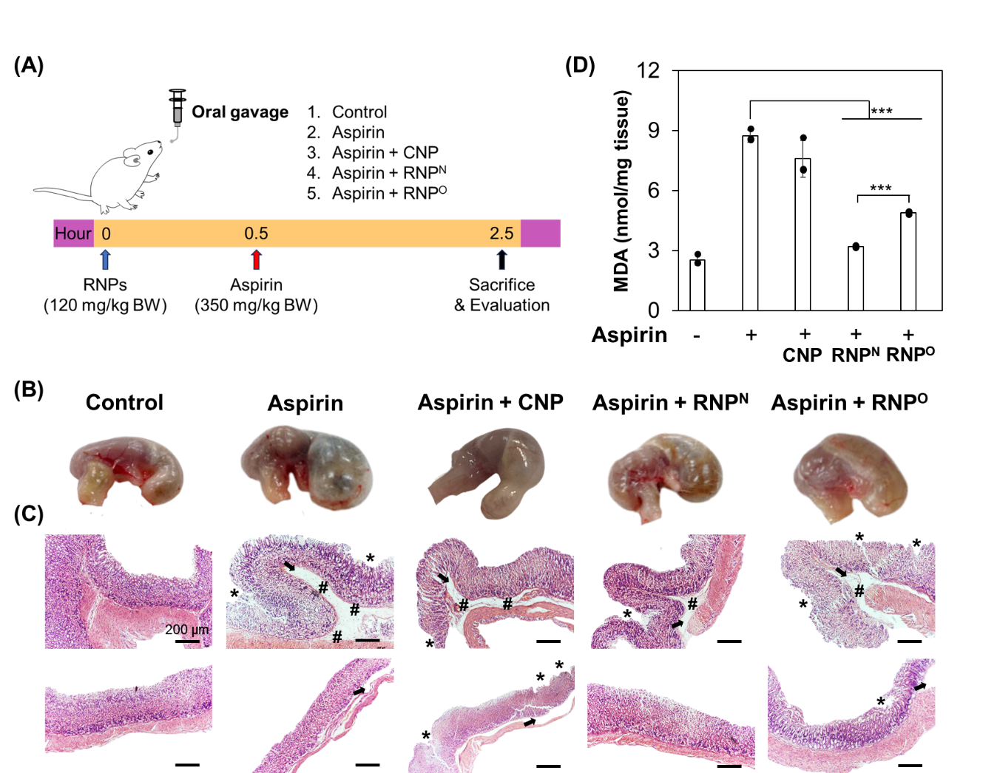 (A)
Oral gavage
1. Control
2. Aspirin
3. Aspirin + CNP
4. Aspirin + RNPᴺ
5. Aspirin + RNPᴼ
Hour 0 0.5 2.5
RNPs Aspirin Sacrifice
(120 mg/kg BW) (350 mg/kg BW) & Evaluation
(D)
MDA (nmol/mg tissue)
12
9
6
3
0
***
***
Aspirin - + + + +
CNP RNPᴺ RNPᴼ
(B)
Control Aspirin Aspirin + CNP Aspirin + RNPᴺ Aspirin + RNPᴼ
(C)
200 µm
* * # # #
* # #
* #
* * * #
* * *
*